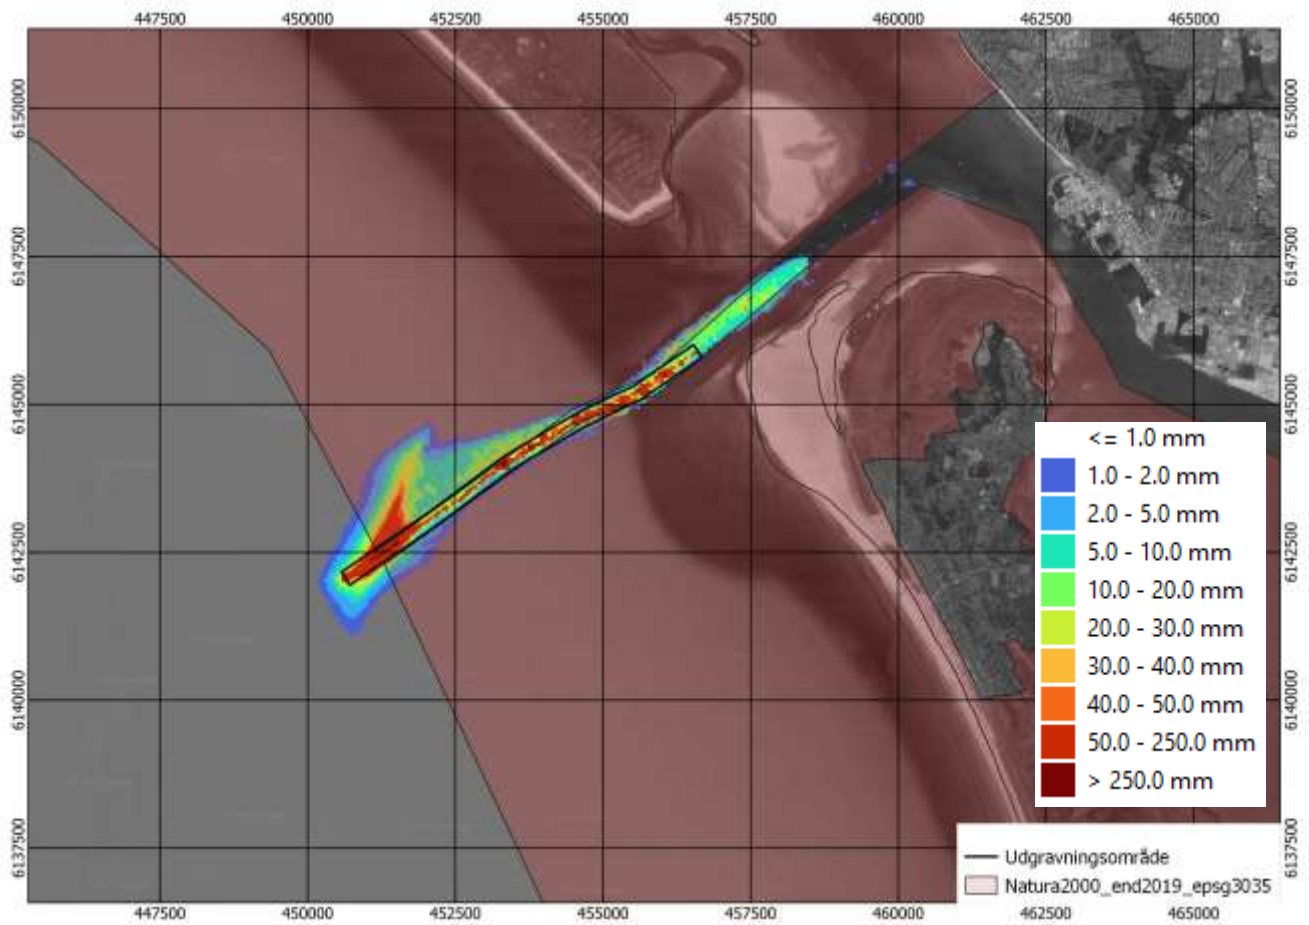 447500 450000 452500 455000 457500 460000 462500 465000
6150000 6150000
6147500 6147500
6145000 6145000
6142500 6142500
6140000 6140000
6137500 6137500
<= 1.0 mm
1.0 - 2.0 mm
2.0 - 5.0 mm
5.0 - 10.0 mm
10.0 - 20.0 mm
20.0 - 30.0 mm
30.0 - 40.0 mm
40.0 - 50.0 mm
50.0 - 250.0 mm
> 250.0 mm
Udgravningsområde
Natura2000_end2019_epsg3035
447500 450000 452500 455000 457500 460000 462500 465000